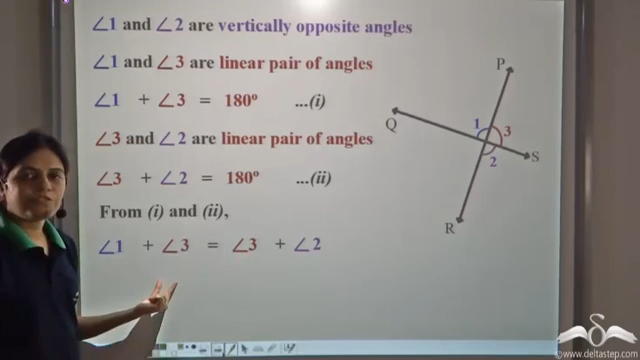 ∠1 and ∠2 are vertically opposite angles
∠1 and ∠3 are linear pair of angles
∠1 + ∠3 = 180º ...(i)
∠3 and ∠2 are linear pair of angles
∠3 + ∠2 = 180º ...(ii)
From (i) and (ii),
∠1 + ∠3 = ∠3 + ∠2
P
Q
1
3
2
S
R
©www.deltastep.com